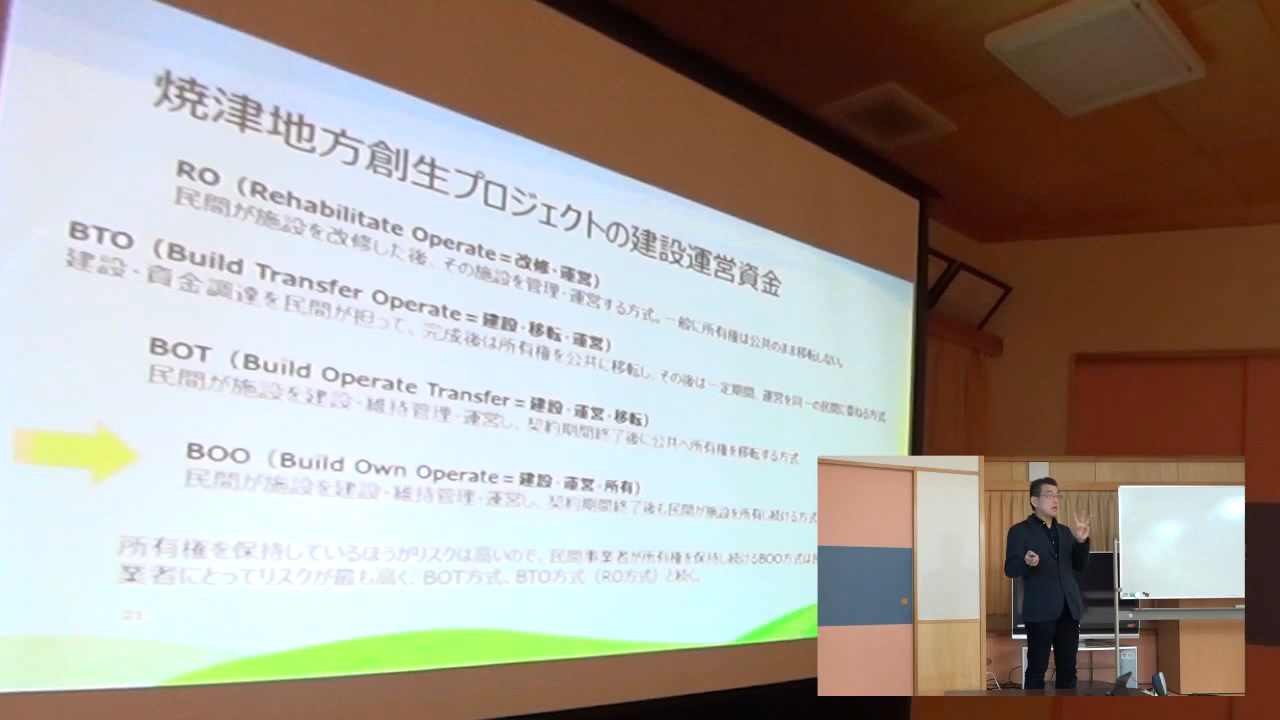 焼津地方創生プロジェクトの建設運営資金
RO（Rehabilitate Operate＝改修・運営）
民間が施設を改修した後、その施設を管理・運営する方式。一般に所有権は公共のまま移転しない。
BTO（Build Transfer Operate＝建設・移転・運営）
建設・資金調達を民間が担って、完成後は所有権を公共に移転し、その後は一定期間、運営を同一の民間に委ねる方式
BOT（Build Operate Transfer＝建設・運営・移転）
民間が施設を建設・維持管理・運営し、契約期間終了後に公共へ所有権を移転する方式
BOO（Build Own Operate＝建設・運営・所有）
民間が施設を建設・維持管理・運営し、契約期間終了後も民間が施設を所有し続ける方式
所有権を保持しているほうがリスクは高いので、民間事業者が所有権を保持し続けるBOO方式は
業者にとってリスクが最も高く、BOT方式、BTO方式（RO方式）と続く。
21